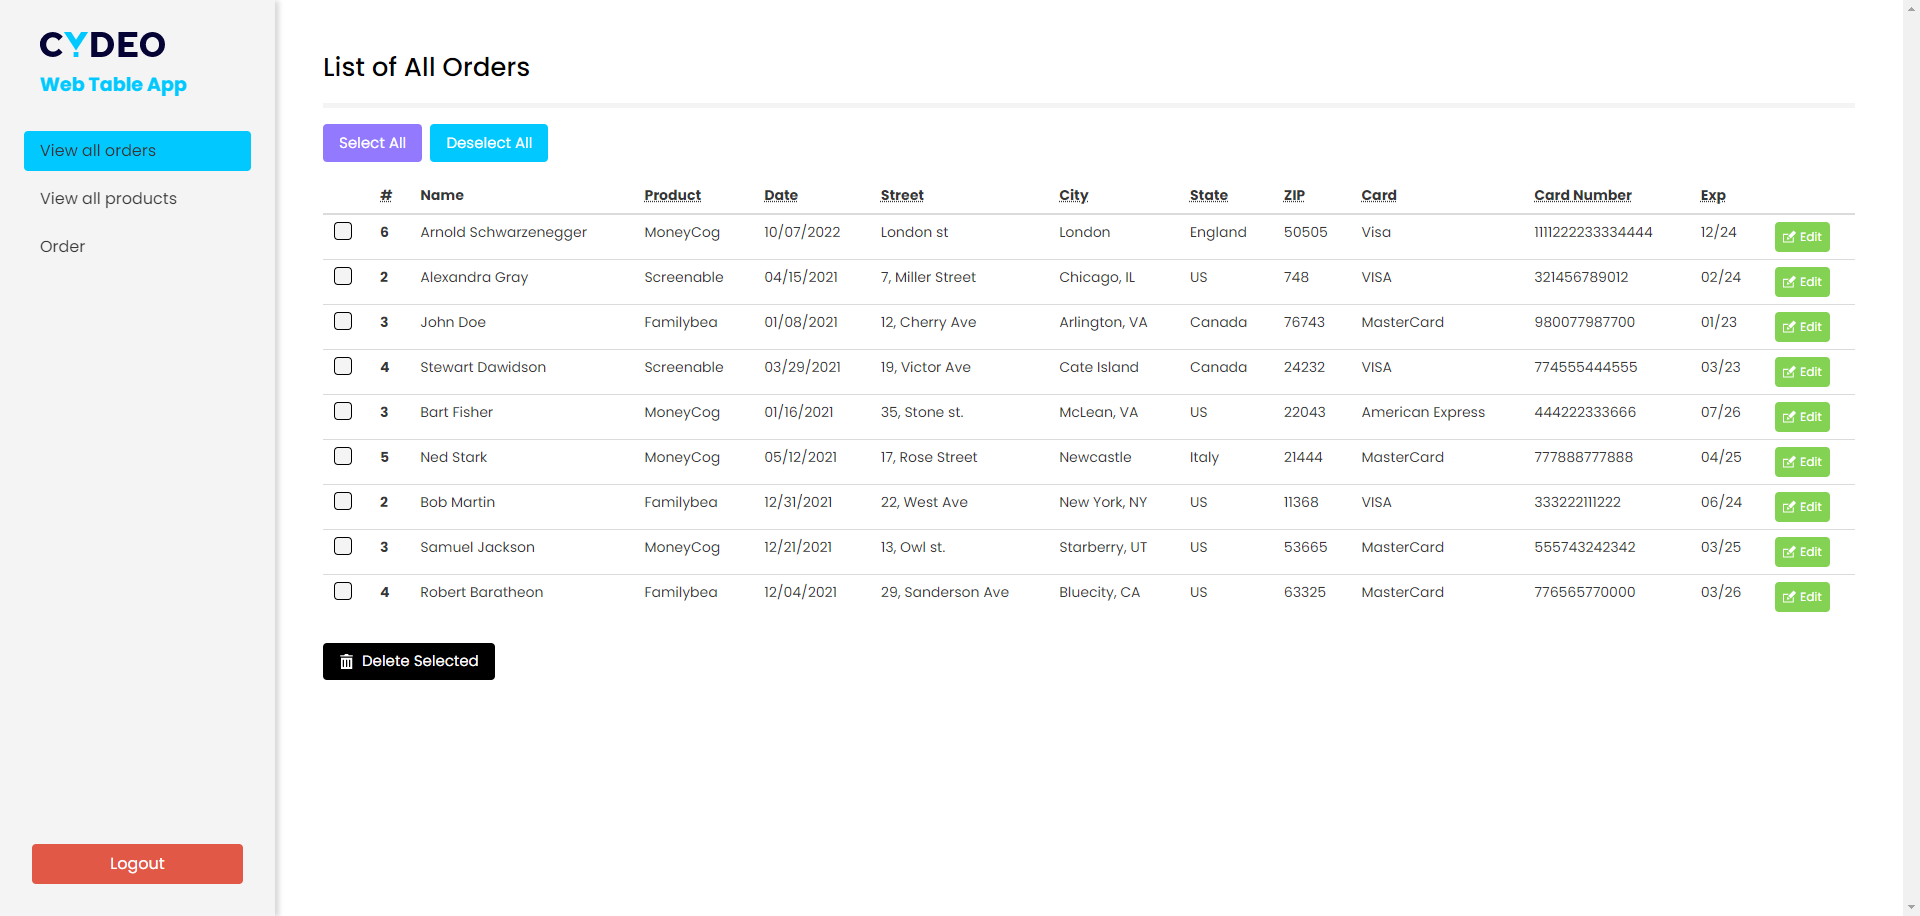 CYDEO
Web Table App
View all orders
View all products
Order
Logout
List of All Orders
Select All Deselect All
# Name Product Date Street City State ZIP Card Card Number Exp
6 Arnold Schwarzenegger MoneyCog 10/07/2022 London st London England 50505 Visa 1111222233334444 12/24 Edit
2 Alexandra Gray Screenable 04/15/2021 7, Miller Street Chicago, IL US 748 VISA 321456789012 02/24 Edit
3 John Doe Familybea 01/08/2021 12, Cherry Ave Arlington, VA Canada 76743 MasterCard 980077987700 01/23 Edit
4 Stewart Dawidson Screenable 03/29/2021 19, Victor Ave Cate Island Canada 24232 VISA 774555444555 03/23 Edit
3 Bart Fisher MoneyCog 01/16/2021 35, Stone st. McLean, VA US 22043 American Express 444222333666 07/26 Edit
5 Ned Stark MoneyCog 05/12/2021 17, Rose Street Newcastle Italy 21444 MasterCard 777888777888 04/25 Edit
2 Bob Martin Familybea 12/31/2021 22, West Ave New York, NY US 11368 VISA 333222111222 06/24 Edit
3 Samuel Jackson MoneyCog 12/21/2021 13, Owl st. Starberry, UT US 53665 MasterCard 555743242342 03/25 Edit
4 Robert Baratheon Familybea 12/04/2021 29, Sanderson Ave Bluecity, CA US 63325 MasterCard 776565770000 03/26 Edit
Delete Selected